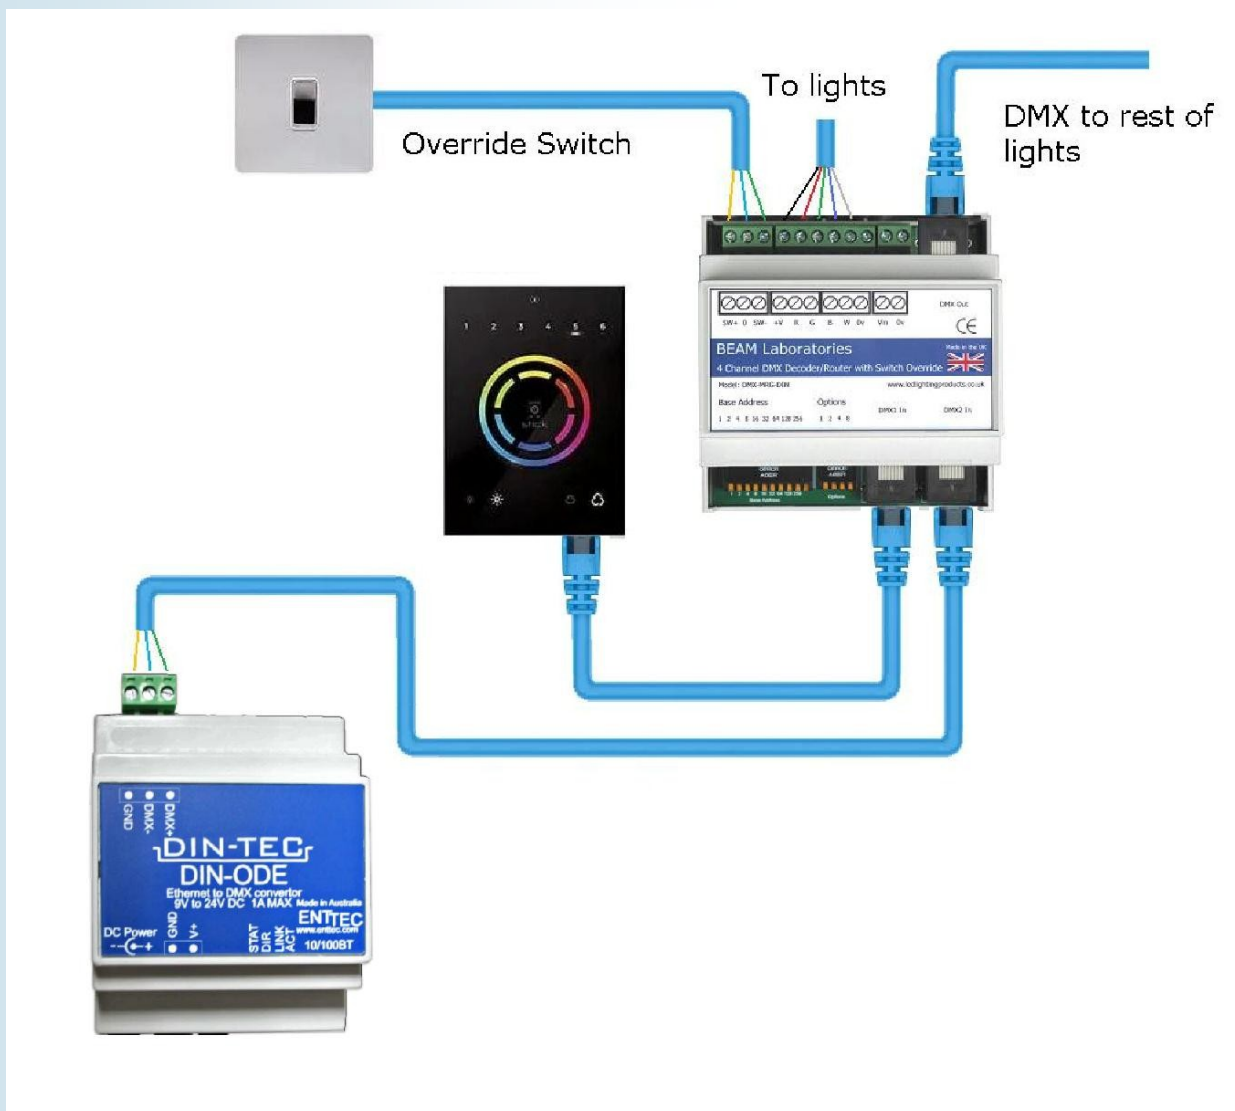 To lights
Override Switch
DMX to rest of
lights
SW+ 0 SW- +V R G B W 0v Vin 0v
DMX Out
CE
BEAM Laboratories
Made in the UK
4 Channel DMX Decoder/Router with Switch Override
www.ledlightingproducts.co.uk
Base Address
Options
DMX1 In
DMX2 In
1 2 4 8 16 32 64 128 256
1 2 4 8
1 2 3 4 5 6
Base Address
Options
GND
DMX-
DMX+
DIN-TEC
DIN-ODE
Ethernet to DMX convertor
9V to 24V DC 1A MAX
Made in Australia
ENTTEC
www.enttec.com
DC Power
- +
GND
V+
STAT
DIR
LINK
ACT
10/100BT